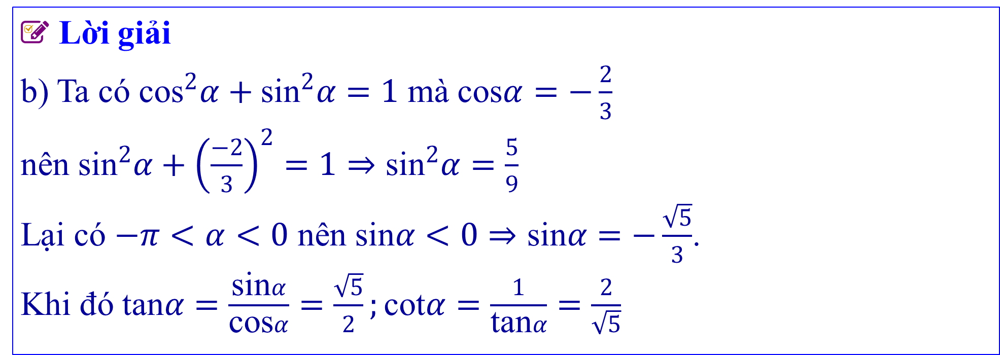 Lời giải
b) Ta có cos²α + sin²α = 1 mà cosα = −2/3
nên sin²α + (−2/3)² = 1 ⇒ sin²α = 5/9
Lại có −π < α < 0 nên sinα < 0 ⇒ sinα = −√5/3.
Khi đó tanα = sinα/cosα = √5/2; cotα = 1/tanα = 2/√5